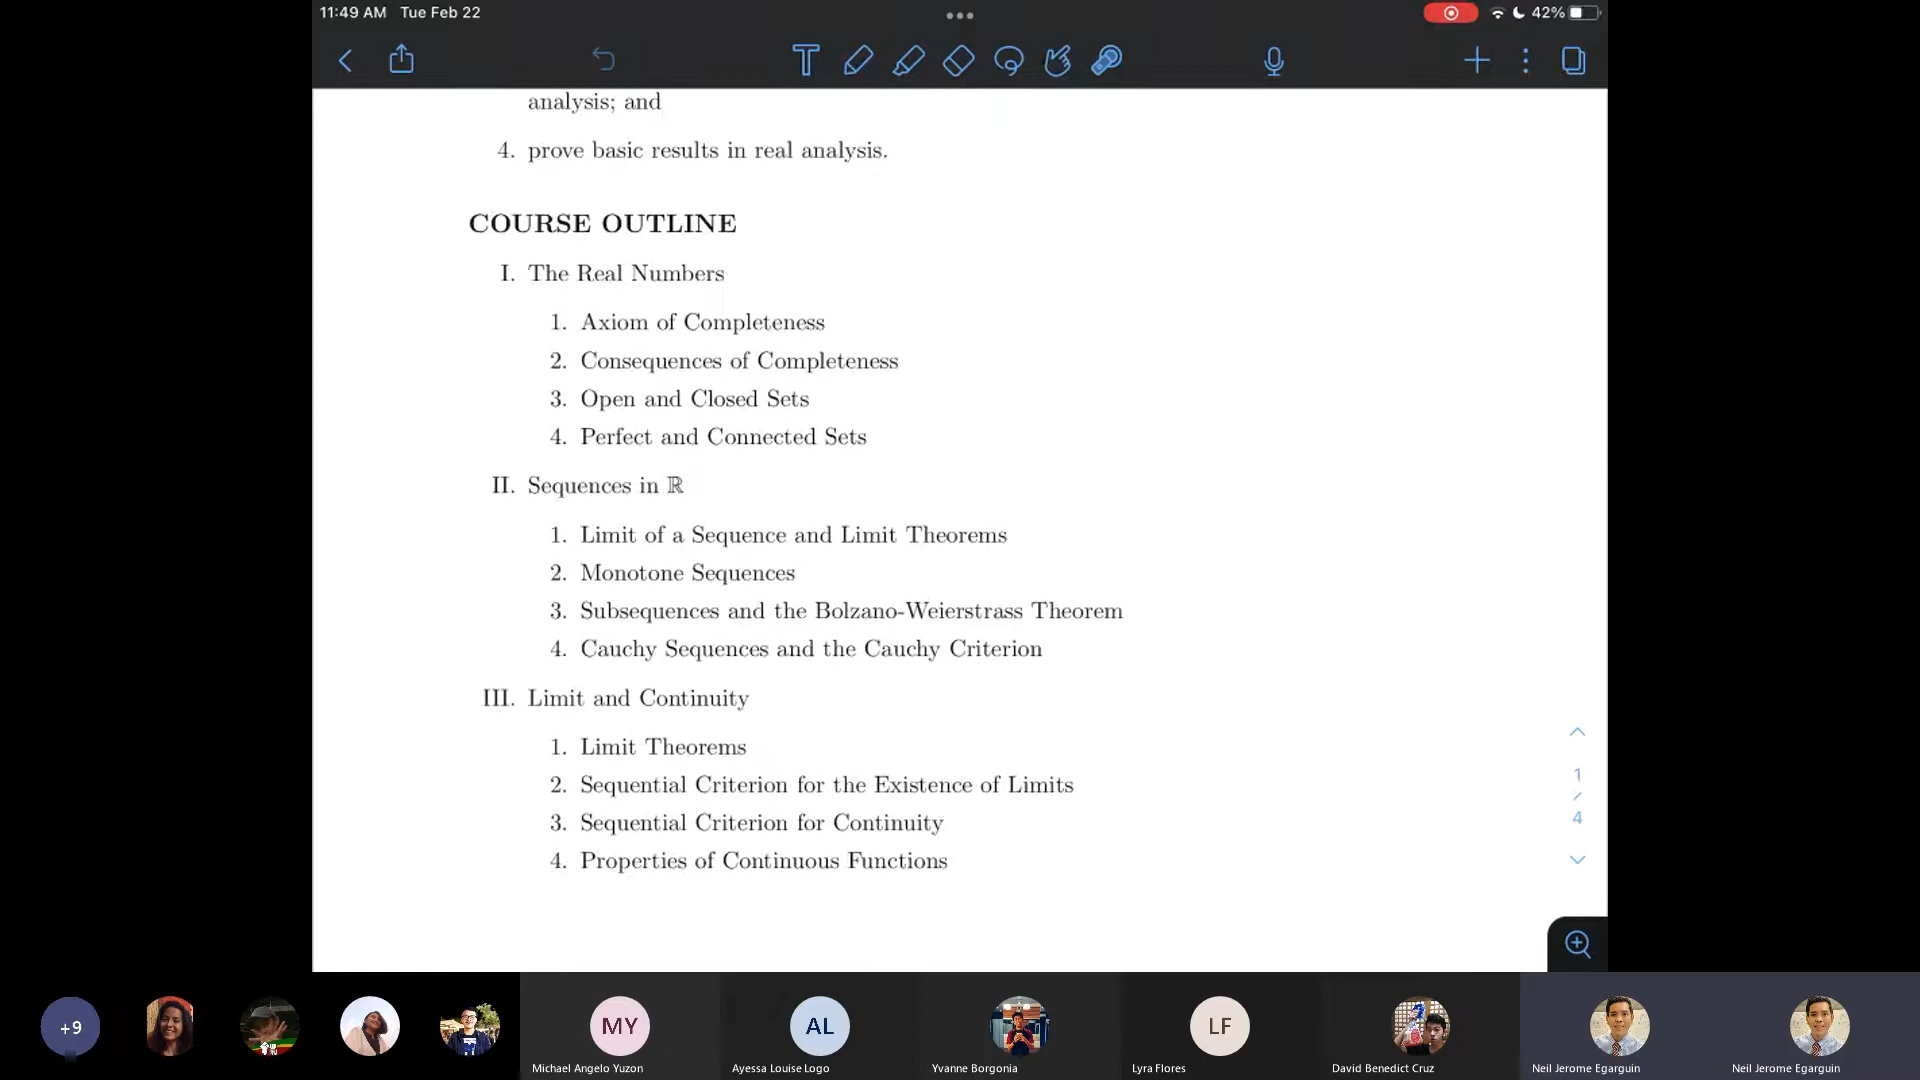 11:49 AM Tue Feb 22
42%
analysis; and
4. prove basic results in real analysis.
COURSE OUTLINE
I. The Real Numbers
1. Axiom of Completeness
2. Consequences of Completeness
3. Open and Closed Sets
4. Perfect and Connected Sets
II. Sequences in ℝ
1. Limit of a Sequence and Limit Theorems
2. Monotone Sequences
3. Subsequences and the Bolzano-Weierstrass Theorem
4. Cauchy Sequences and the Cauchy Criterion
III. Limit and Continuity
1. Limit Theorems
2. Sequential Criterion for the Existence of Limits
3. Sequential Criterion for Continuity
4. Properties of Continuous Functions
1
/
4
+9
MY
AL
LF
Michael Angelo Yuzon
Ayessa Louise Logo
Yvanne Borgonia
Lyra Flores
David Benedict Cruz
Neil Jerome Egarguin
Neil Jerome Egarguin